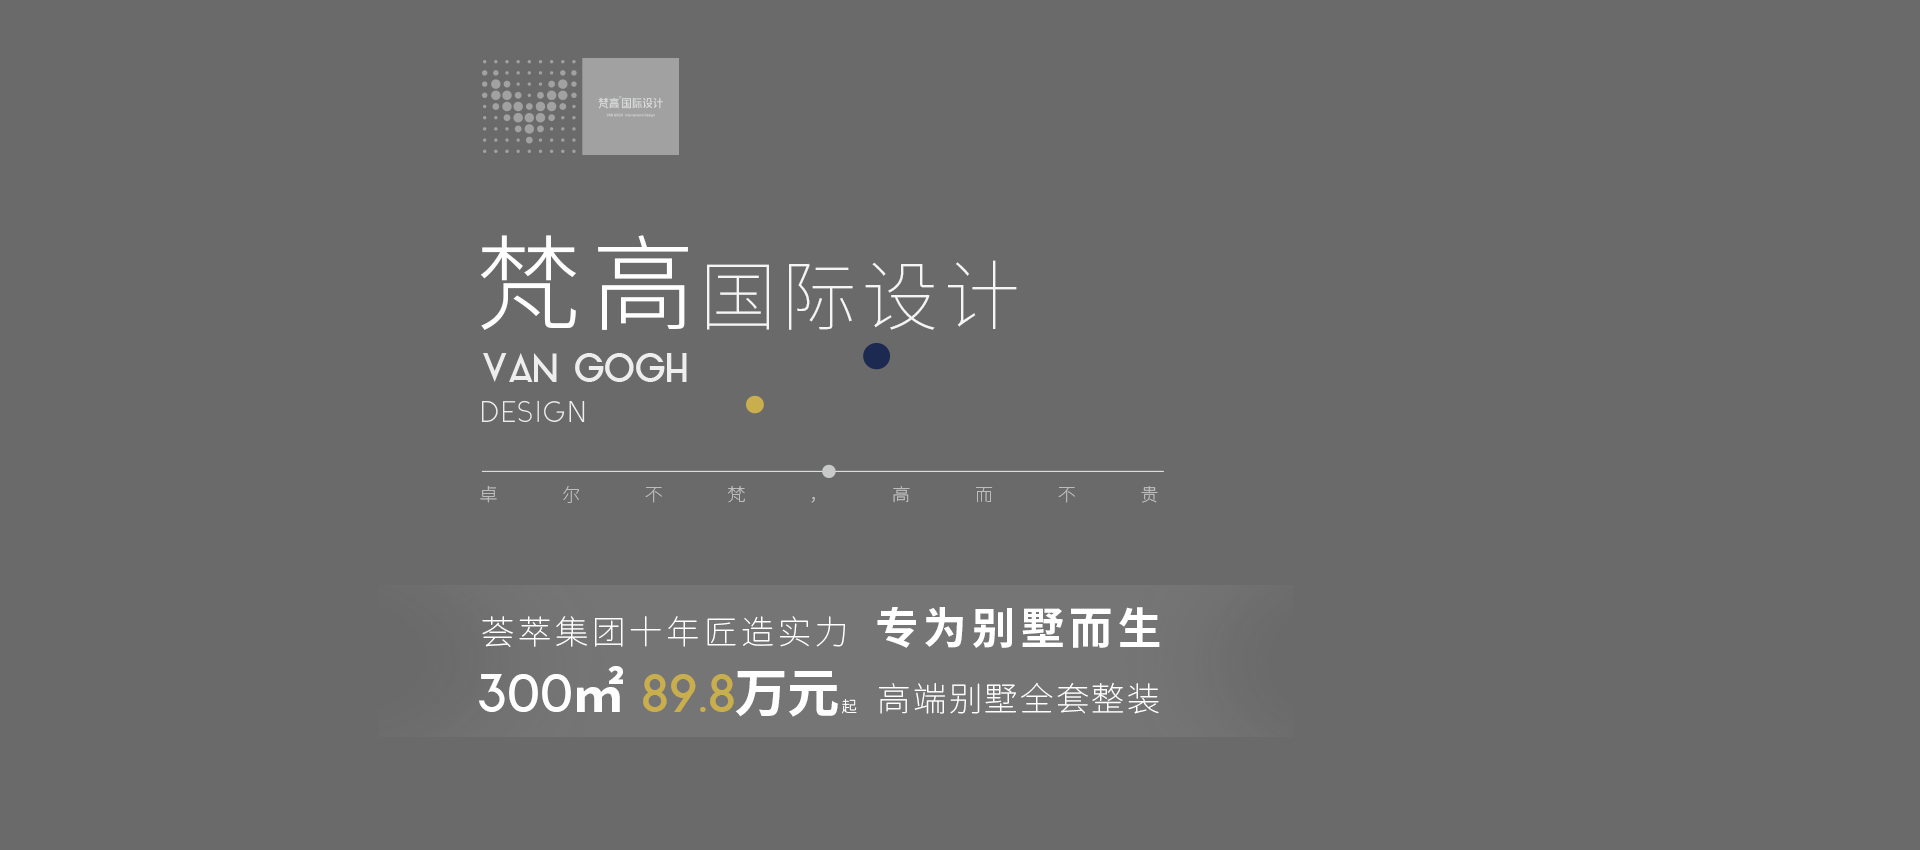 梵高国际设计
梵高国际设计
VAN GOGH
DESIGN
卓尔不梵，高而不贵
荟萃集团十年匠造实力 专为别墅而生
300m² 89.8万元起 高端别墅全套整装